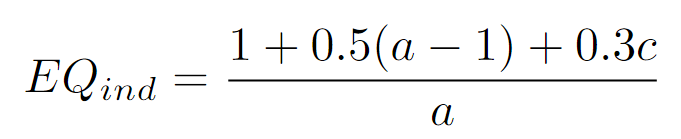 EQ_{ind} = \frac{1 + 0.5(a - 1) + 0.3c}{a}